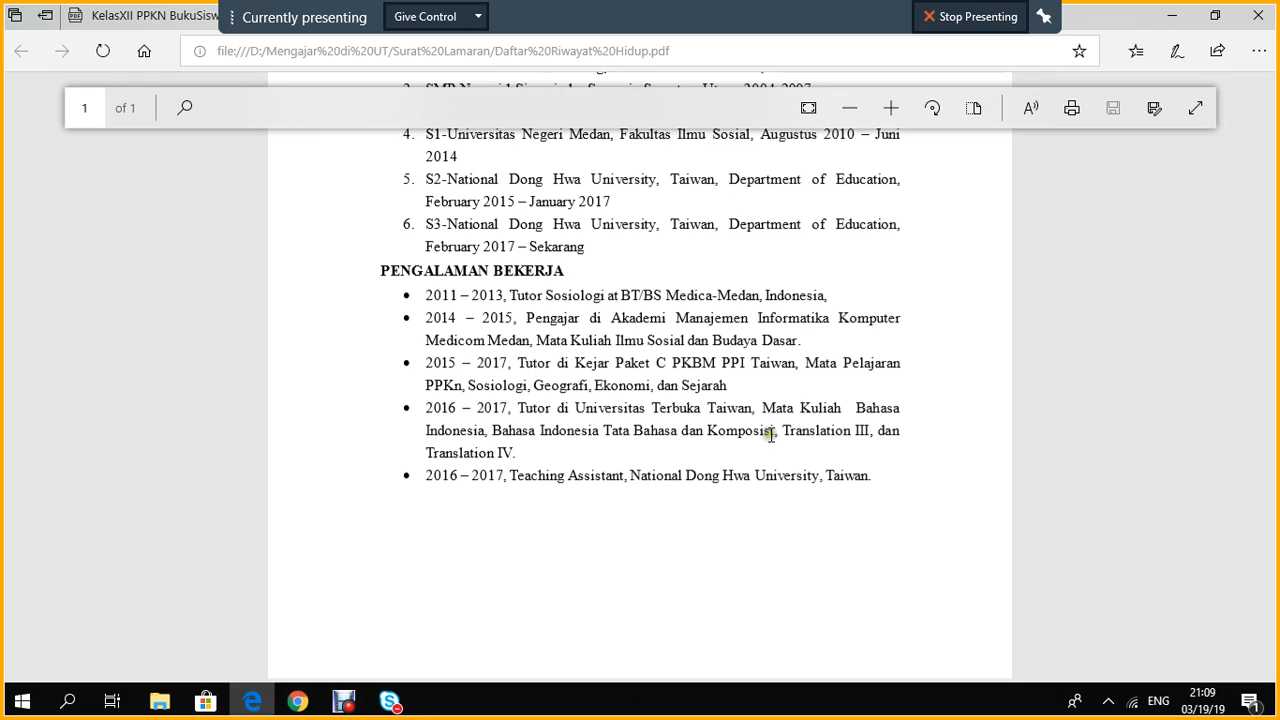 KelasXII PPKN BukuSisw
Currently presenting
Give Control
Stop Presenting
file:///D:/Mengajar%20di%20UT/Surat%20Lamaran/Daftar%20Riwayat%20Hidup.pdf
1 of 1
4. S1-Universitas Negeri Medan, Fakultas Ilmu Sosial, Augustus 2010 – Juni
2014
5. S2-National Dong Hwa University, Taiwan, Department of Education,
February 2015 – January 2017
6. S3-National Dong Hwa University, Taiwan, Department of Education,
February 2017 – Sekarang
PENGALAMAN BEKERJA
• 2011 – 2013, Tutor Sosiologi at BT/BS Medica-Medan, Indonesia,
• 2014 – 2015, Pengajar di Akademi Manajemen Informatika Komputer
Medicom Medan, Mata Kuliah Ilmu Sosial dan Budaya Dasar.
• 2015 – 2017, Tutor di Kejar Paket C PKBM PPI Taiwan, Mata Pelajaran
PPKn, Sosiologi, Geografi, Ekonomi, dan Sejarah
• 2016 – 2017, Tutor di Universitas Terbuka Taiwan, Mata Kuliah Bahasa
Indonesia, Bahasa Indonesia Tata Bahasa dan Komposisi, Translation III, dan
Translation IV.
• 2016 – 2017, Teaching Assistant, National Dong Hwa University, Taiwan.
ENG
21:09
03/19/19